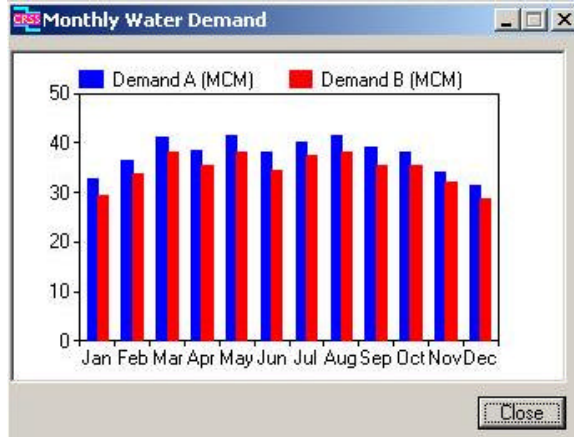 CRSS Monthly Water Demand
Demand A (MCM) Demand B (MCM)
50
40
30
20
10
0
Jan Feb Mar Apr May Jun Jul Aug Sep Oct Nov Dec
Close